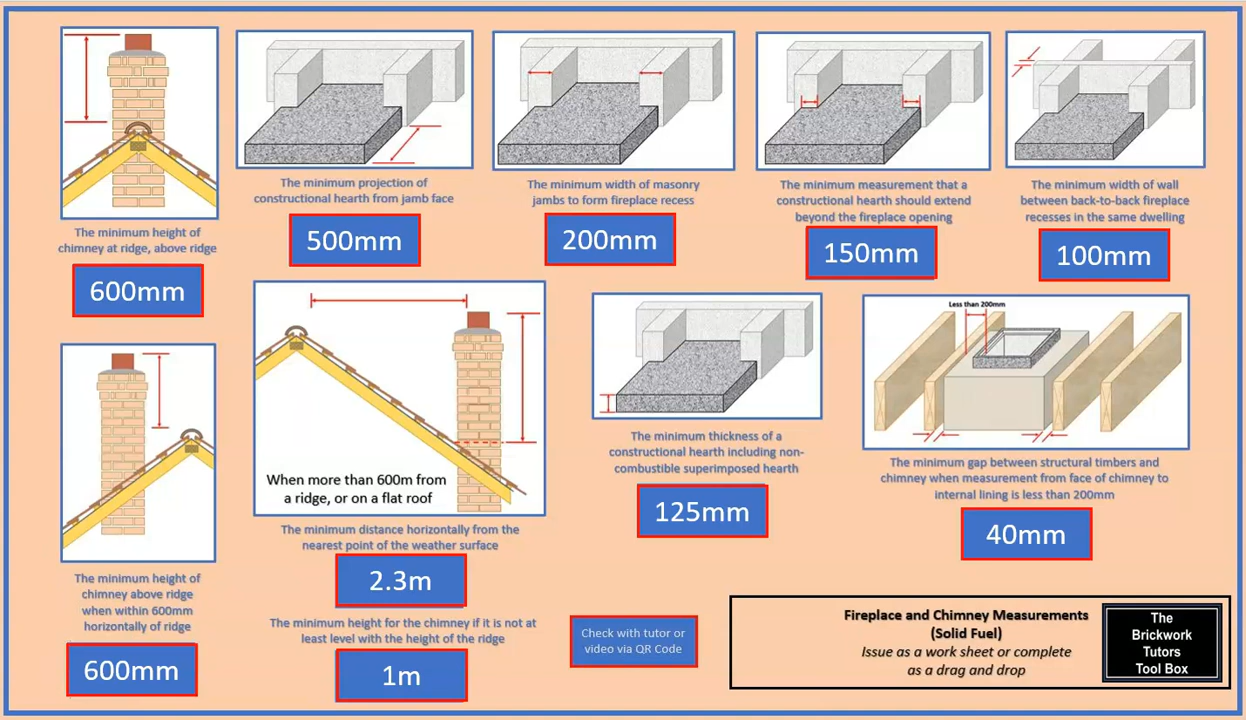 The minimum height of
chimney at ridge, above ridge
600mm
The minimum projection of
constructional hearth from jamb face
500mm
The minimum width of masonry
jambs to form fireplace recess
200mm
The minimum measurement that a
constructional hearth should extend
beyond the fireplace opening
150mm
The minimum width of wall
between back-to-back fireplace
recesses in the same dwelling
100mm
The minimum height of
chimney above ridge
when within 600mm
horizontally of ridge
600mm
When more than 600m from
a ridge, or on a flat roof
The minimum distance horizontally from the
nearest point of the weather surface
2.3m
The minimum height for the chimney if it is not at
least level with the height of the ridge
1m
The minimum thickness of a
constructional hearth including non-
combustible superimposed hearth
125mm
Less than 200mm
The minimum gap between structural timbers and
chimney when measurement from face of chimney to
internal lining is less than 200mm
40mm
Check with tutor or
video via QR Code
Fireplace and Chimney Measurements
(Solid Fuel)
Issue as a work sheet or complete
as a drag and drop
The
Brickwork
Tutors
Tool Box